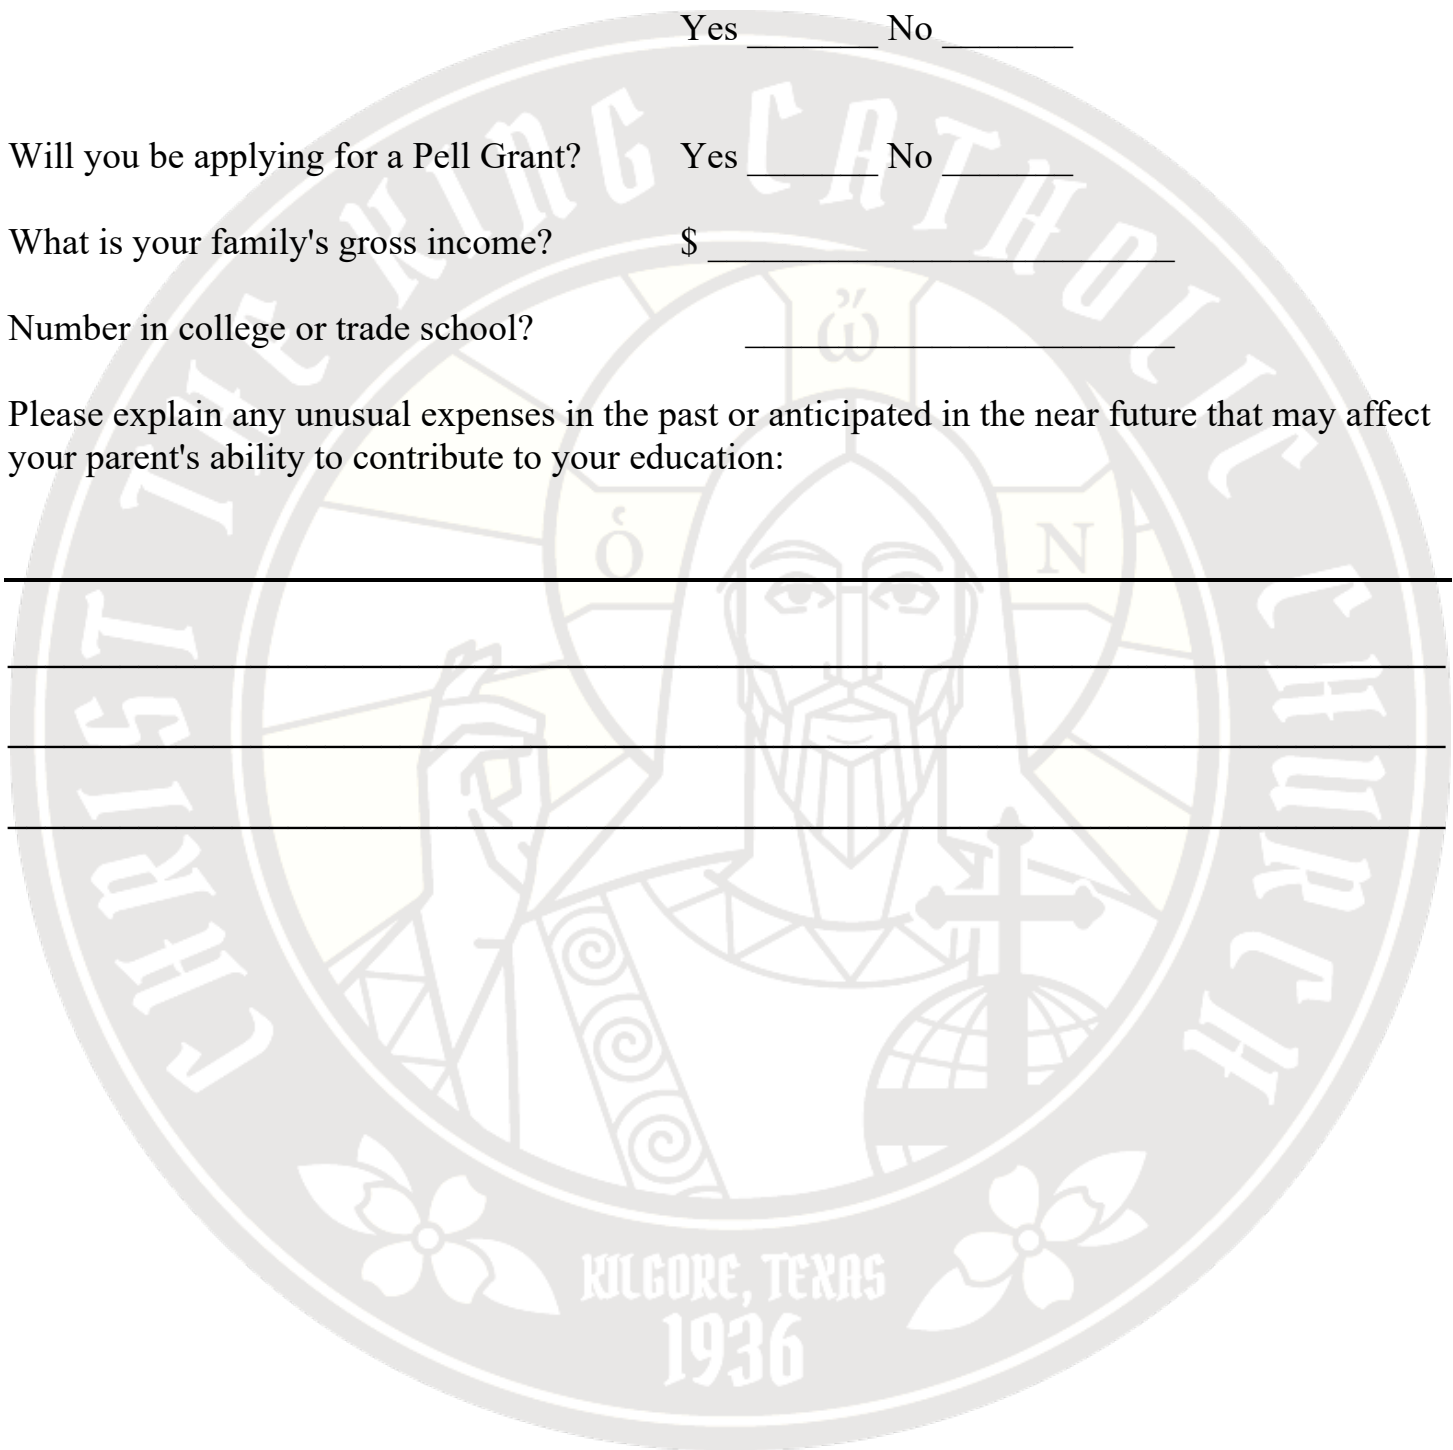 Yes _______ No _______
Will you be applying for a Pell Grant? Yes _______ No _______
What is your family's gross income? $ _________________________
Number in college or trade school? _______________________
Please explain any unusual expenses in the past or anticipated in the near future that may affect
your parent's ability to contribute to your education:
CHRIST THE KING CATHOLIC CHURCH
ὤ
ὁ
Ν
KILGORE, TEXAS
1936